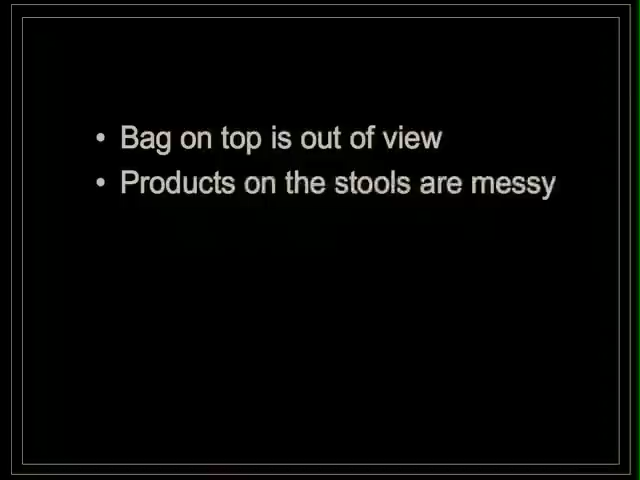 • Bag on top is out of view
• Products on the stools are messy